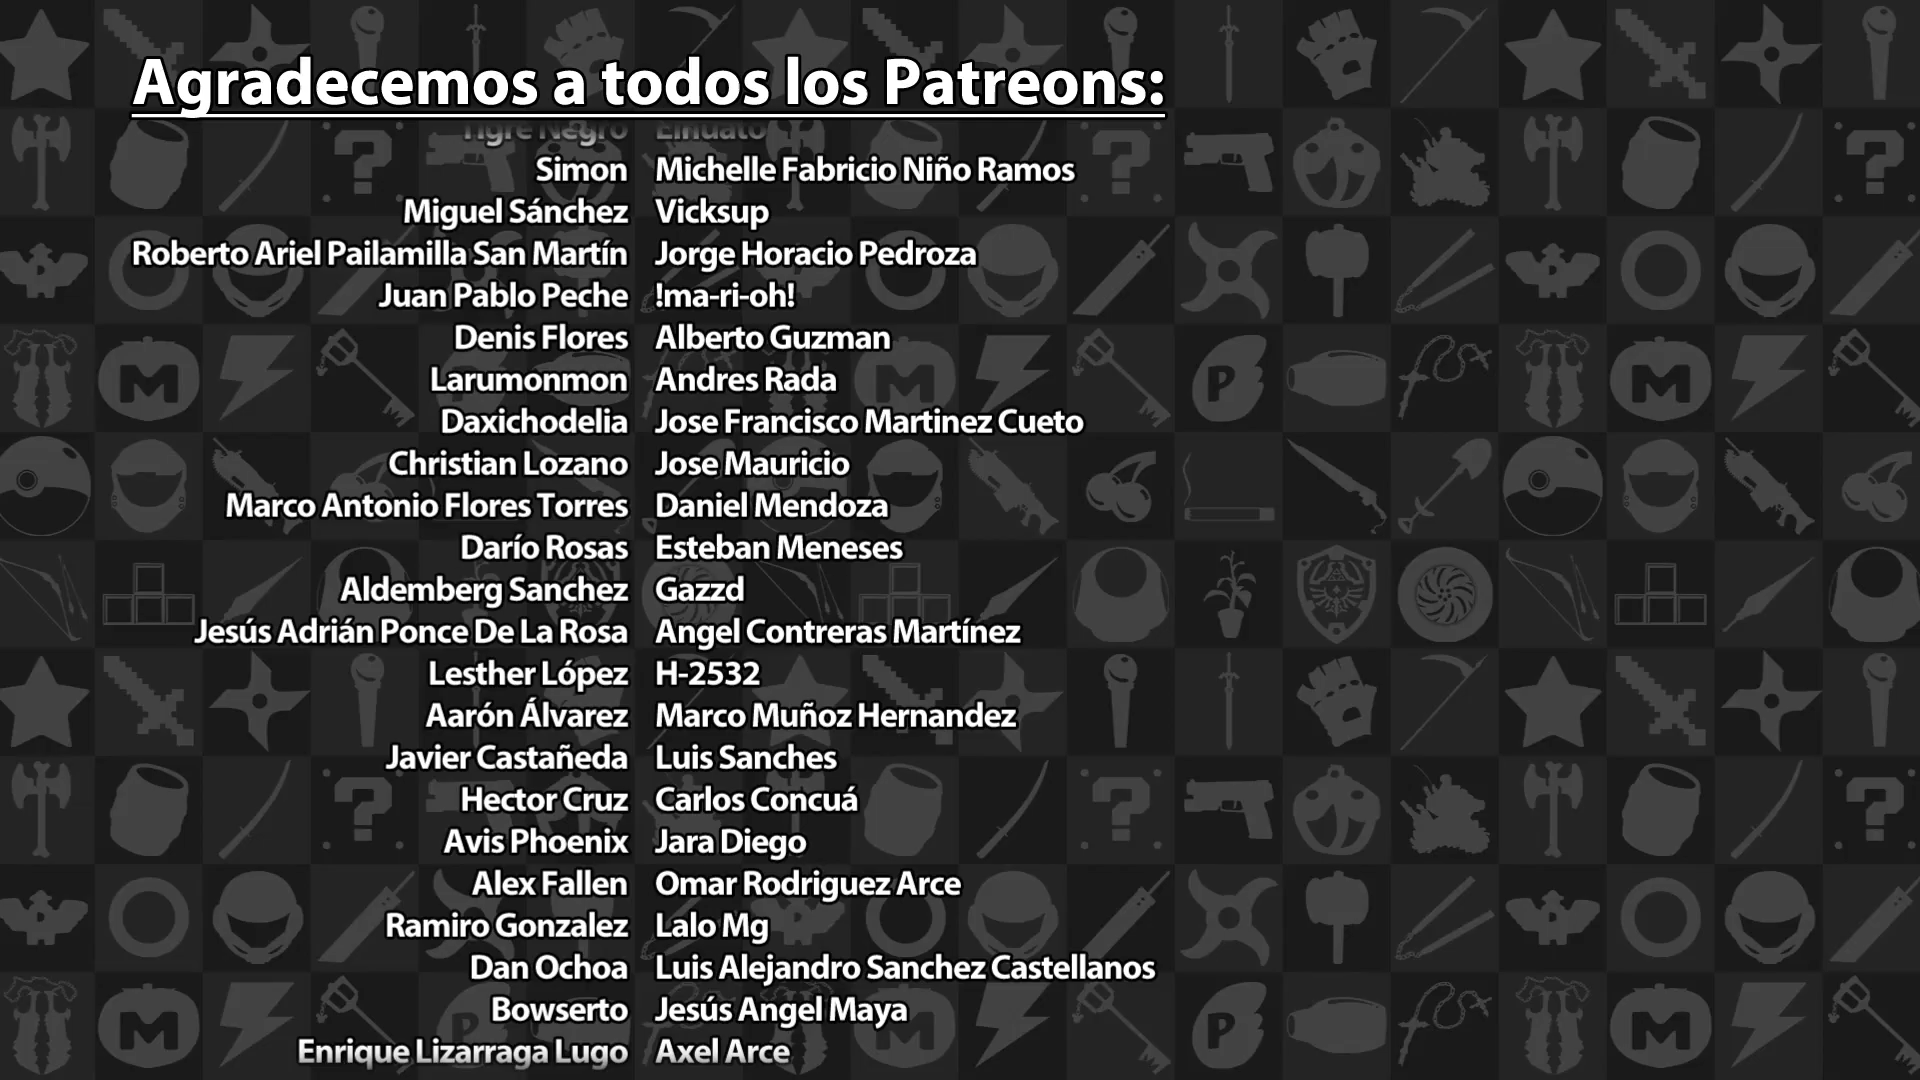 Agradecemos a todos los Patreons:
Tigre Negro Elhuato
Simon Michelle Fabricio Niño Ramos
Miguel Sánchez Vicksup
Roberto Ariel Pailamilla San Martín Jorge Horacio Pedroza
Juan Pablo Peche !ma-ri-oh!
Denis Flores Alberto Guzman
Larumonmon Andres Rada
Daxichodelia Jose Francisco Martinez Cueto
Christian Lozano Jose Mauricio
Marco Antonio Flores Torres Daniel Mendoza
Darío Rosas Esteban Meneses
Aldemberg Sanchez Gazzd
Jesús Adrián Ponce De La Rosa Angel Contreras Martínez
Lesther López H-2532
Aarón Álvarez Marco Muñoz Hernandez
Javier Castañeda Luis Sanches
Hector Cruz Carlos Concuá
Avis Phoenix Jara Diego
Alex Fallen Omar Rodriguez Arce
Ramiro Gonzalez Lalo Mg
Dan Ochoa Luis Alejandro Sanchez Castellanos
Bowserto Jesús Angel Maya
Enrique Lizarraga Lugo Axel Arce